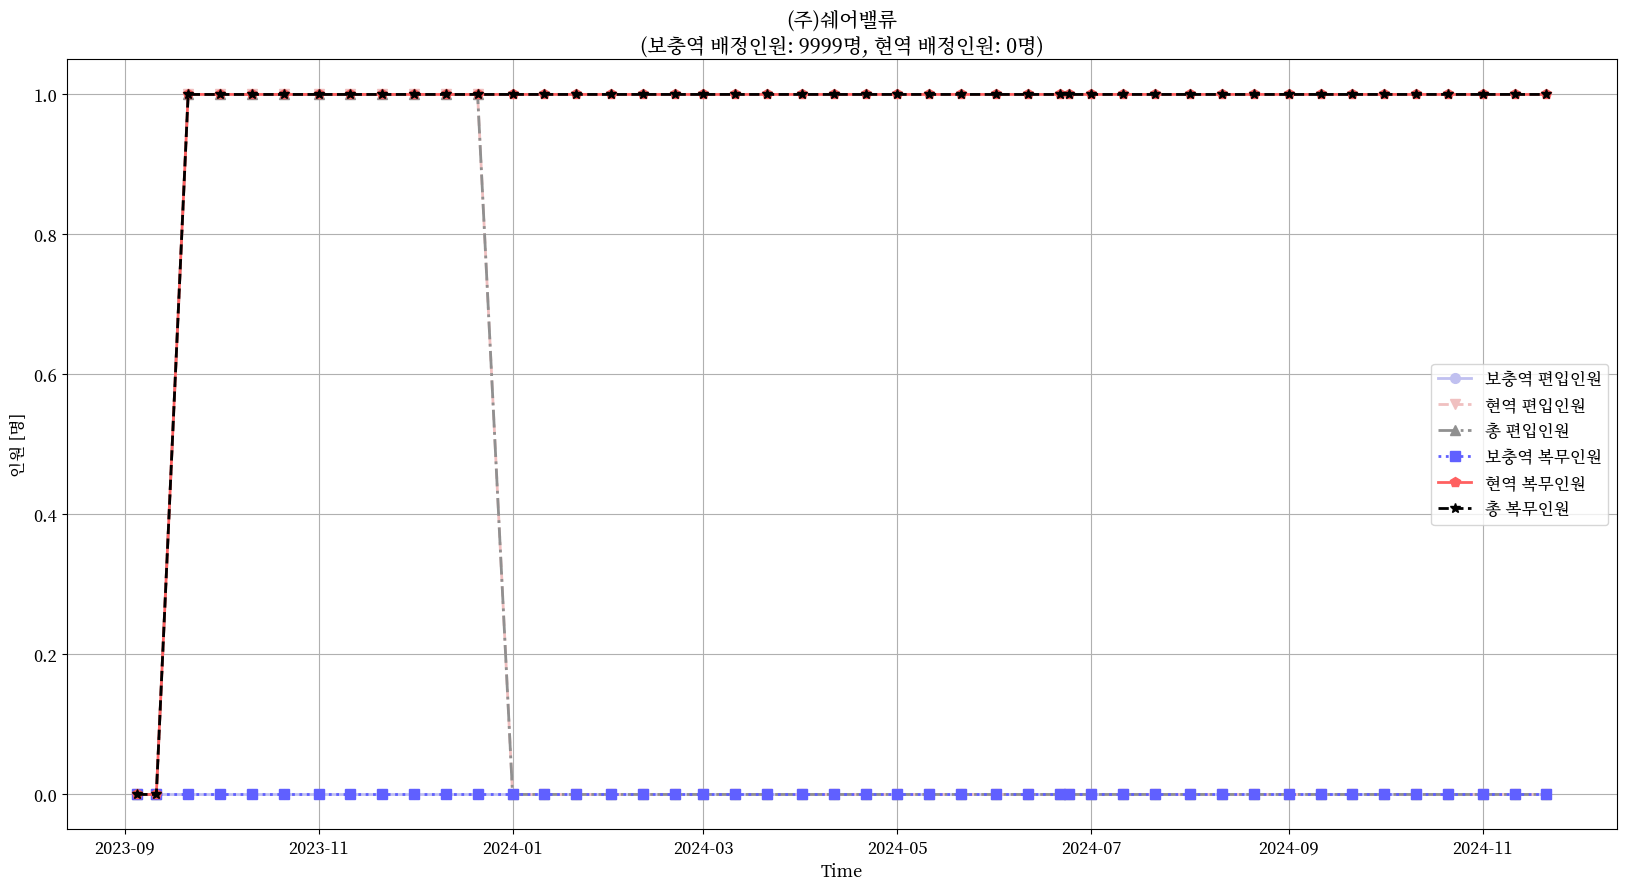 (주)쉐어밸류
(보충역 배정인원: 9999명, 현역 배정인원: 0명)
1.0
0.8
0.6
0.4
0.2
0.0
인원 [명]
보충역 편입인원
현역 편입인원
총 편입인원
보충역 복무인원
현역 복무인원
총 복무인원
2023-09 2023-11 2024-01 2024-03 2024-05 2024-07 2024-09 2024-11
Time